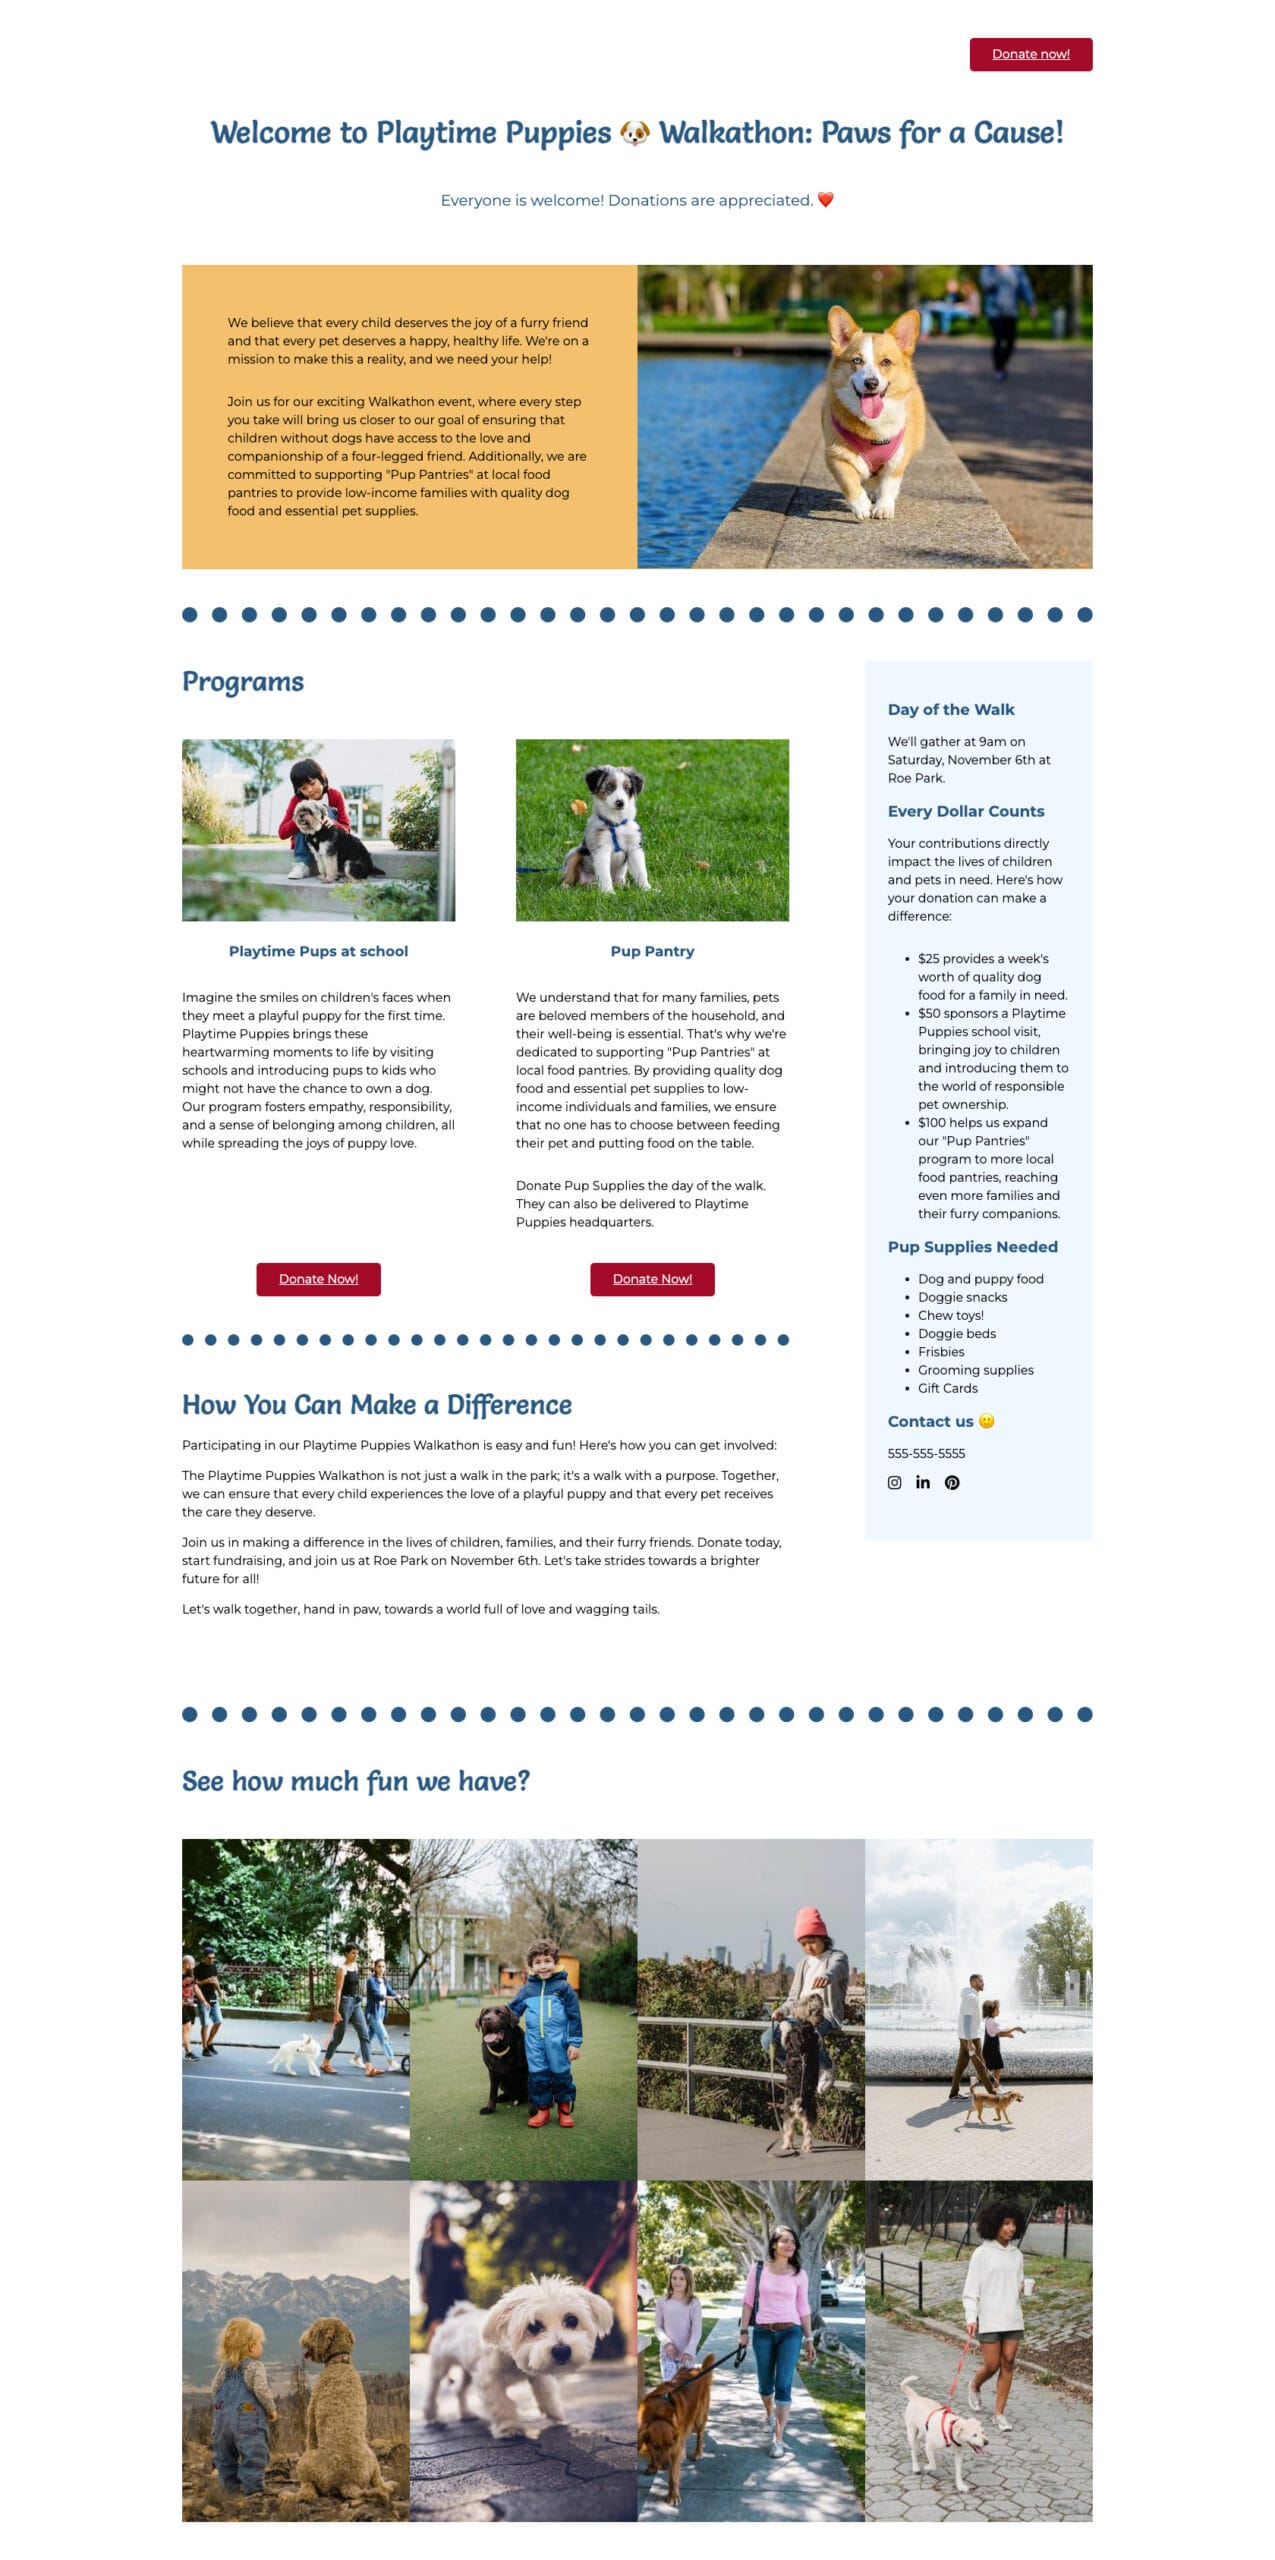 Donate now!
Welcome to Playtime Puppies 🐶 Walkathon: Paws for a Cause!
Everyone is welcome! Donations are appreciated. ❤️
We believe that every child deserves the joy of a furry friend
and that every pet deserves a happy, healthy life. We're on a
mission to make this a reality, and we need your help!
Join us for our exciting Walkathon event, where every step
you take will bring us closer to our goal of ensuring that
children without dogs have access to the love and
companionship of a four-legged friend. Additionally, we are
committed to supporting "Pup Pantries" at local food
pantries to provide low-income families with quality dog
food and essential pet supplies.
Programs
Playtime Pups at school
Imagine the smiles on children's faces when
they meet a playful puppy for the first time.
Playtime Puppies brings these
heartwarming moments to life by visiting
schools and introducing pups to kids who
might not have the chance to own a dog.
Our program fosters empathy, responsibility,
and a sense of belonging among children, all
while spreading the joys of puppy love.
Donate Now!
Pup Pantry
We understand that for many families, pets
are beloved members of the household, and
their well-being is essential. That's why we're
dedicated to supporting "Pup Pantries" at
local food pantries. By providing quality dog
food and essential pet supplies to low-
income individuals and families, we ensure
that no one has to choose between feeding
their pet and putting food on the table.
Donate Pup Supplies the day of the walk.
They can also be delivered to Playtime
Puppies headquarters.
Donate Now!
How You Can Make a Difference
Participating in our Playtime Puppies Walkathon is easy and fun! Here's how you can get involved:
The Playtime Puppies Walkathon is not just a walk in the park; it's a walk with a purpose. Together,
we can ensure that every child experiences the love of a playful puppy and that every pet receives
the care they deserve.
Join us in making a difference in the lives of children, families, and their furry friends. Donate today,
start fundraising, and join us at Roe Park on November 6th. Let's take strides towards a brighter
future for all!
Let's walk together, hand in paw, towards a world full of love and wagging tails.
Day of the Walk
We'll gather at 9am on
Saturday, November 6th at
Roe Park.
Every Dollar Counts
Your contributions directly
impact the lives of children
and pets in need. Here's how
your donation can make a
difference:
• $25 provides a week's
worth of quality dog
food for a family in need.
• $50 sponsors a Playtime
Puppies school visit,
bringing joy to children
and introducing them to
the world of responsible
pet ownership.
• $100 helps us expand
our "Pup Pantries"
program to more local
food pantries, reaching
even more families and
their furry companions.
Pup Supplies Needed
• Dog and puppy food
• Doggie snacks
• Chew toys!
• Doggie beds
• Frisbies
• Grooming supplies
• Gift Cards
Contact us 🙂
555-555-5555
See how much fun we have?